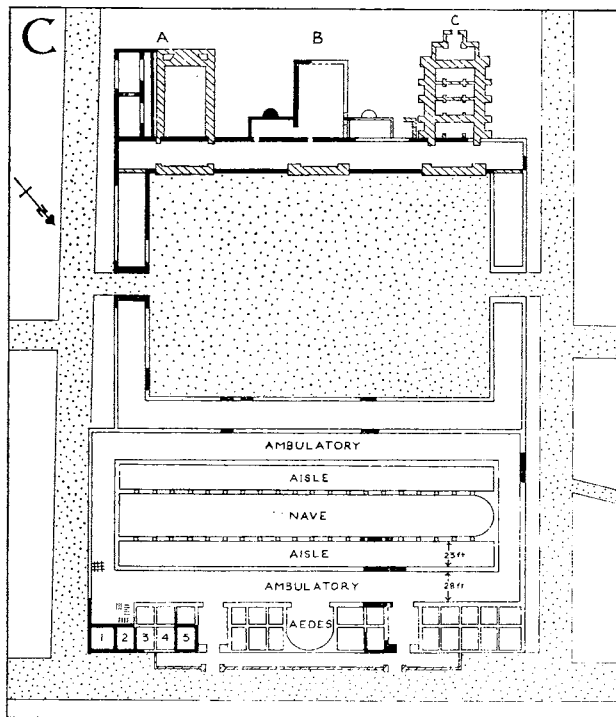 C
A
B
C
N
AMBULATORY
AISLE
NAVE
AISLE
23ft
AMBULATORY
28ft
AEDES
1 2 3 4 5